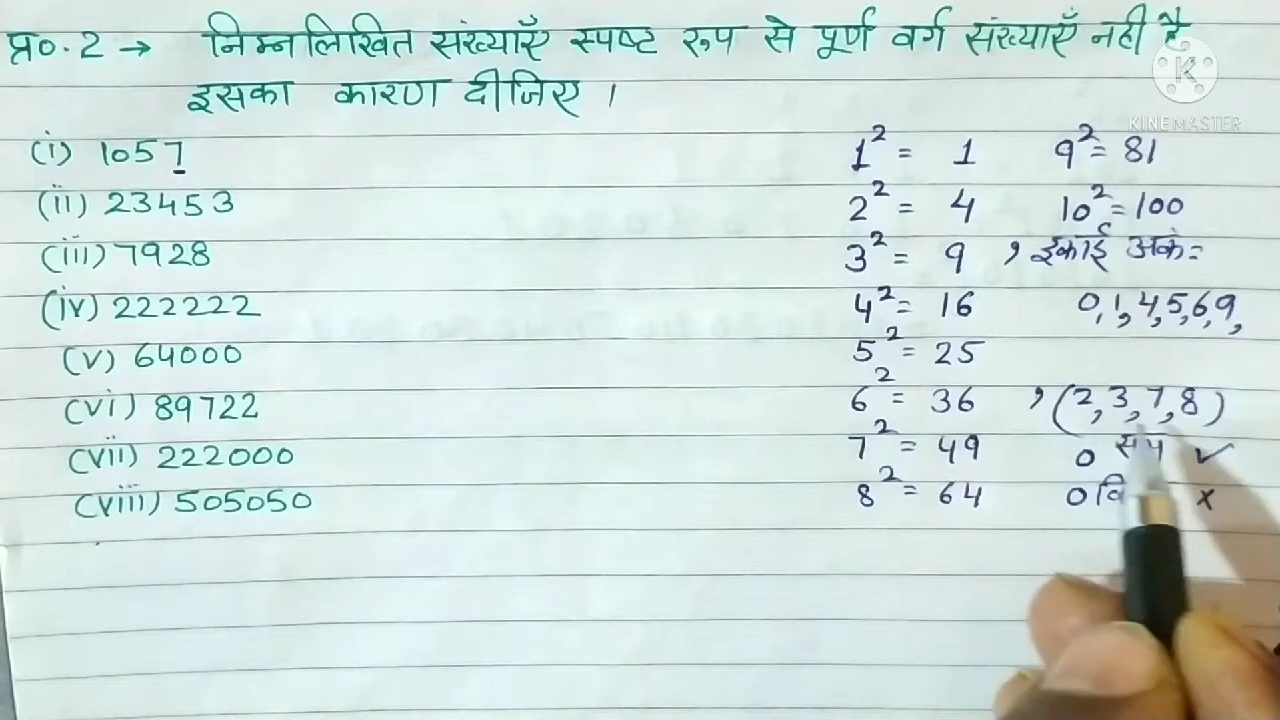 प्र०.2 → निम्नलिखित संख्याएँ स्पष्ट रूप से पूर्ण वर्ग संख्याएँ नही है
इसका कारण दीजिए ।
KINEMASTER
(i) 1057
(ii) 23453
(iii) 7928
(iv) 222222
(v) 64000
(vi) 89722
(vii) 222000
(viii) 505050
1² = 1
2² = 4
3² = 9
4² = 16
5² = 25
6² = 36
7² = 49
8² = 64
9² = 81
10² = 100
, इकाई अंक =
0,1,4,5,6,9,
, (2,3,7,8)
0 सम ✓
0 वि x